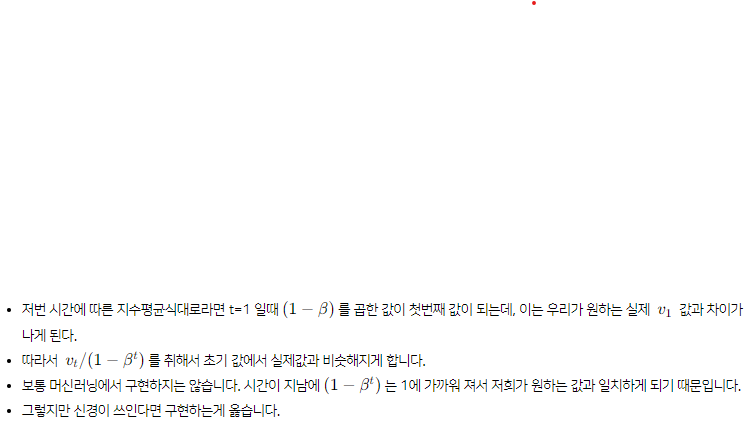 • 저번 시간에 따른 지수평균식대로라면 t=1 일때 (1 − β) 를 곱한 값이 첫번째 값이 되는데, 이는 우리가 원하는 실제 v₁ 값과 차이가
나게 된다.
• 따라서 vₜ/(1 − βᵗ) 를 취해서 초기 값에서 실제값과 비슷해지게 합니다.
• 보통 머신러닝에서 구현하지는 않습니다. 시간이 지남에 (1 − βᵗ) 는 1에 가까워 져서 저희가 원하는 값과 일치하게 되기 때문입니다.
• 그렇지만 신경이 쓰인다면 구현하는게 옳습니다.